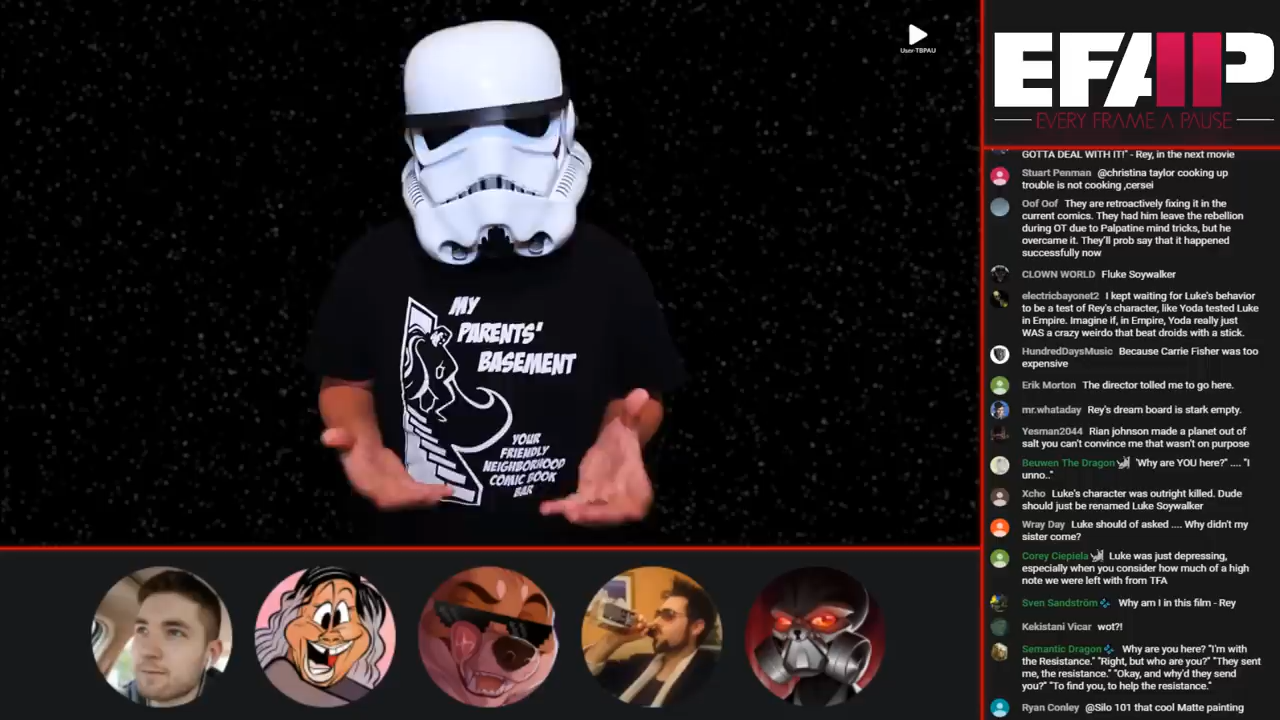 User-TBPAU
MY
PARENTS'
BASEMENT
YOUR
FRIENDLY
NEIGHBORHOOD
COMIC BOOK
BAR
EFAP
EVERY FRAME A PAUSE
GOTTA DEAL WITH IT!" - Rey, in the next movie
Stuart Penman @christina taylor cooking up
trouble is not cooking ,cersei
Oof Oof They are retroactively fixing it in the
current comics. They had him leave the rebellion
during OT due to Palpatine mind tricks, but he
overcame it. They'll prob say that it happened
successfully now
CLOWN WORLD Fluke Soywalker
electricbayonet2 I kept waiting for Luke's behavior
to be a test of Rey's character, like Yoda tested Luke
in Empire. Imagine if, in Empire, Yoda really just
WAS a crazy weirdo that beat droids with a stick.
HundredDaysMusic Because Carrie Fisher was too
expensive
Erik Morton The director tolled me to go here.
mr.whataday Rey's dream board is stark empty.
Yesman2044 Rian johnson made a planet out of
salt you can't convince me that wasn't on purpose
Beuwen The Dragon 'Why are YOU here?" .... "I
unno.."
Xcho Luke's character was outright killed. Dude
should just be renamed Luke Soywalker
Wray Day Luke should of asked .... Why didn't my
sister come?
Corey Ciepiela Luke was just depressing,
especially when you consider how much of a high
note we were left with from TFA
Sven Sandström Why am I in this film - Rey
Kekistani Vicar wot?!
Semantic Dragon Why are you here? "I'm with
the Resistance." "Right, but who are you?" "They sent
me, the resistance." "Okay, and why'd they send
you?" "To find you, to help the resistance."
Ryan Conley @Silo 101 that cool Matte painting